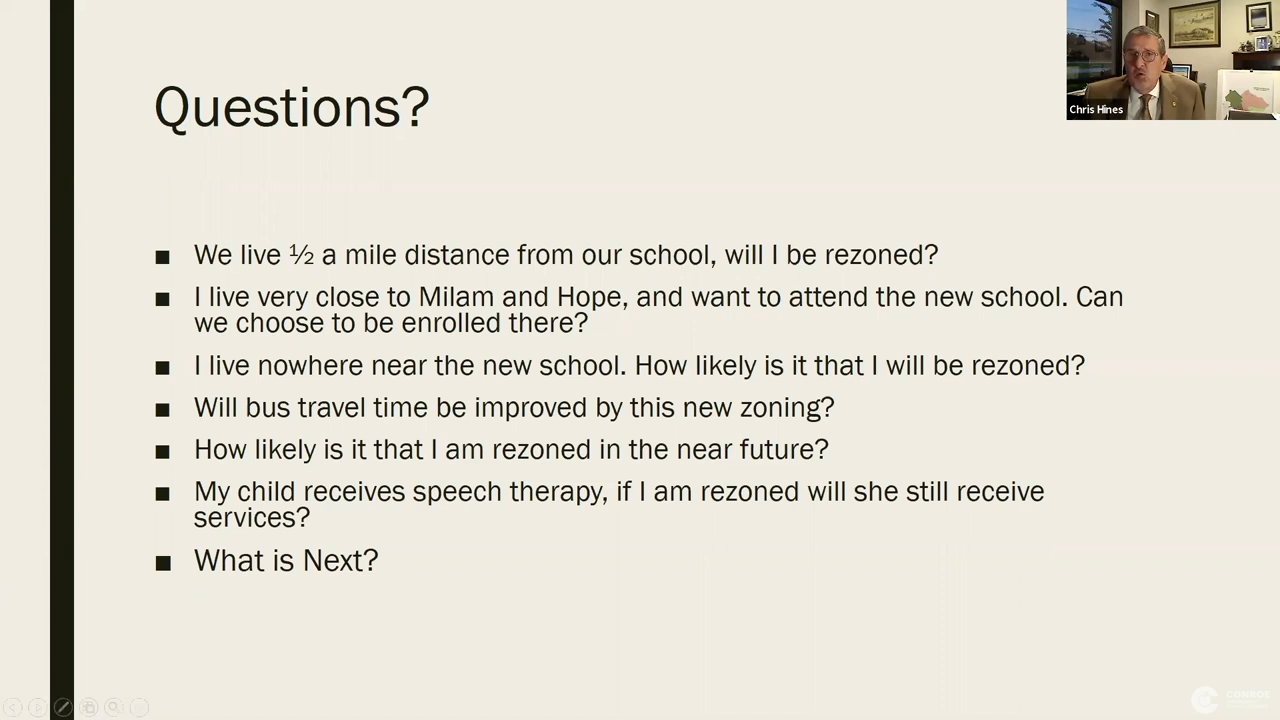 Questions?
Chris Hines
■ We live ½ a mile distance from our school, will I be rezoned?
■ I live very close to Milam and Hope, and want to attend the new school. Can
we choose to be enrolled there?
■ I live nowhere near the new school. How likely is it that I will be rezoned?
■ Will bus travel time be improved by this new zoning?
■ How likely is it that I am rezoned in the near future?
■ My child receives speech therapy, if I am rezoned will she still receive
services?
■ What is Next?
CONROE